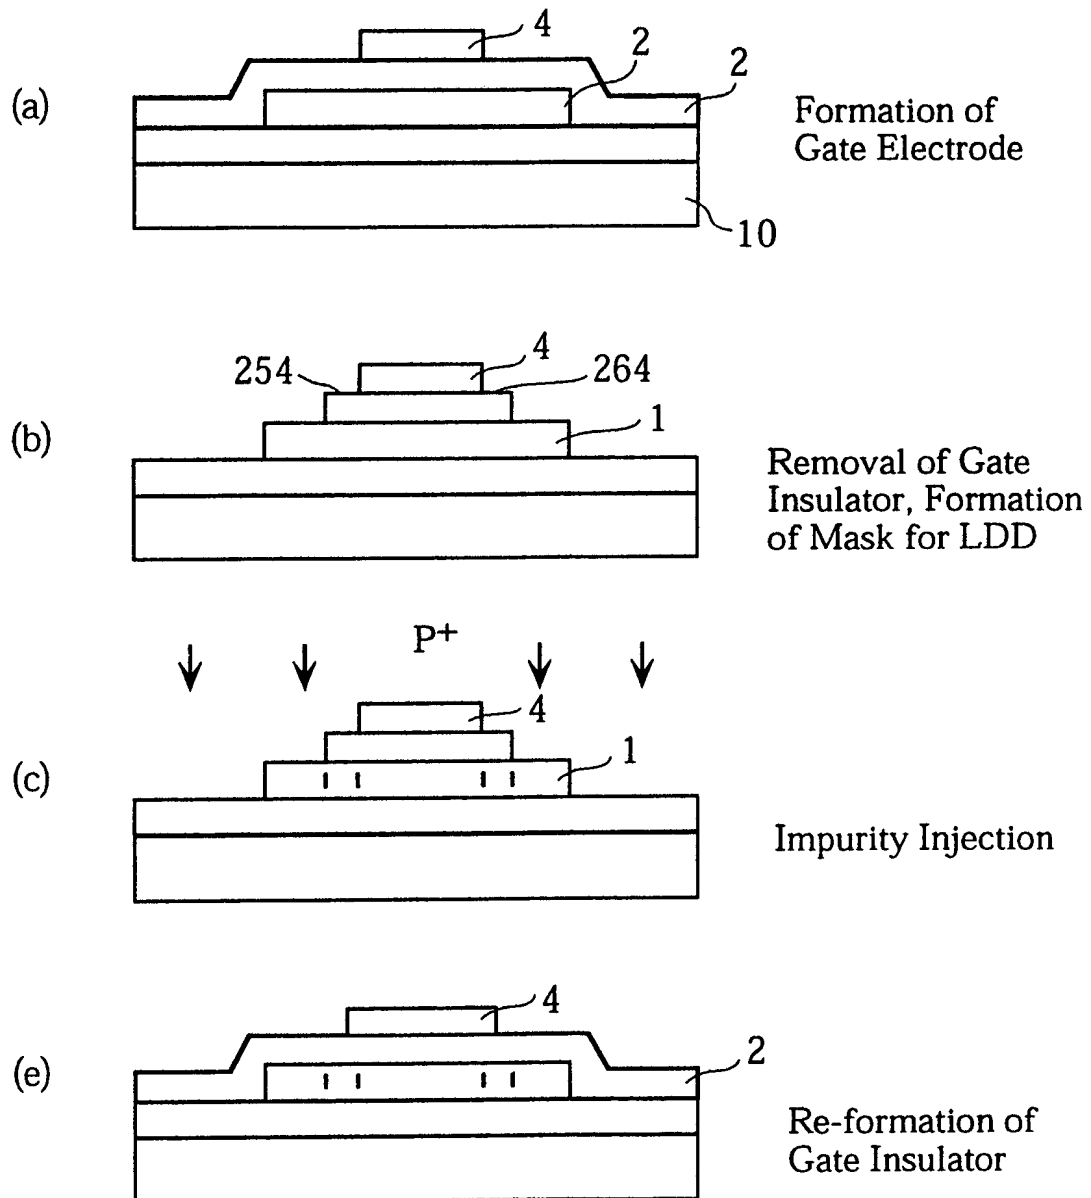 4
2
2
(a)
Formation of
Gate Electrode
10
4
254
264
1
(b)
Removal of Gate
Insulator, Formation
of Mask for LDD
P+
4
1
(c)
Impurity Injection
4
2
(e)
Re-formation of
Gate Insulator